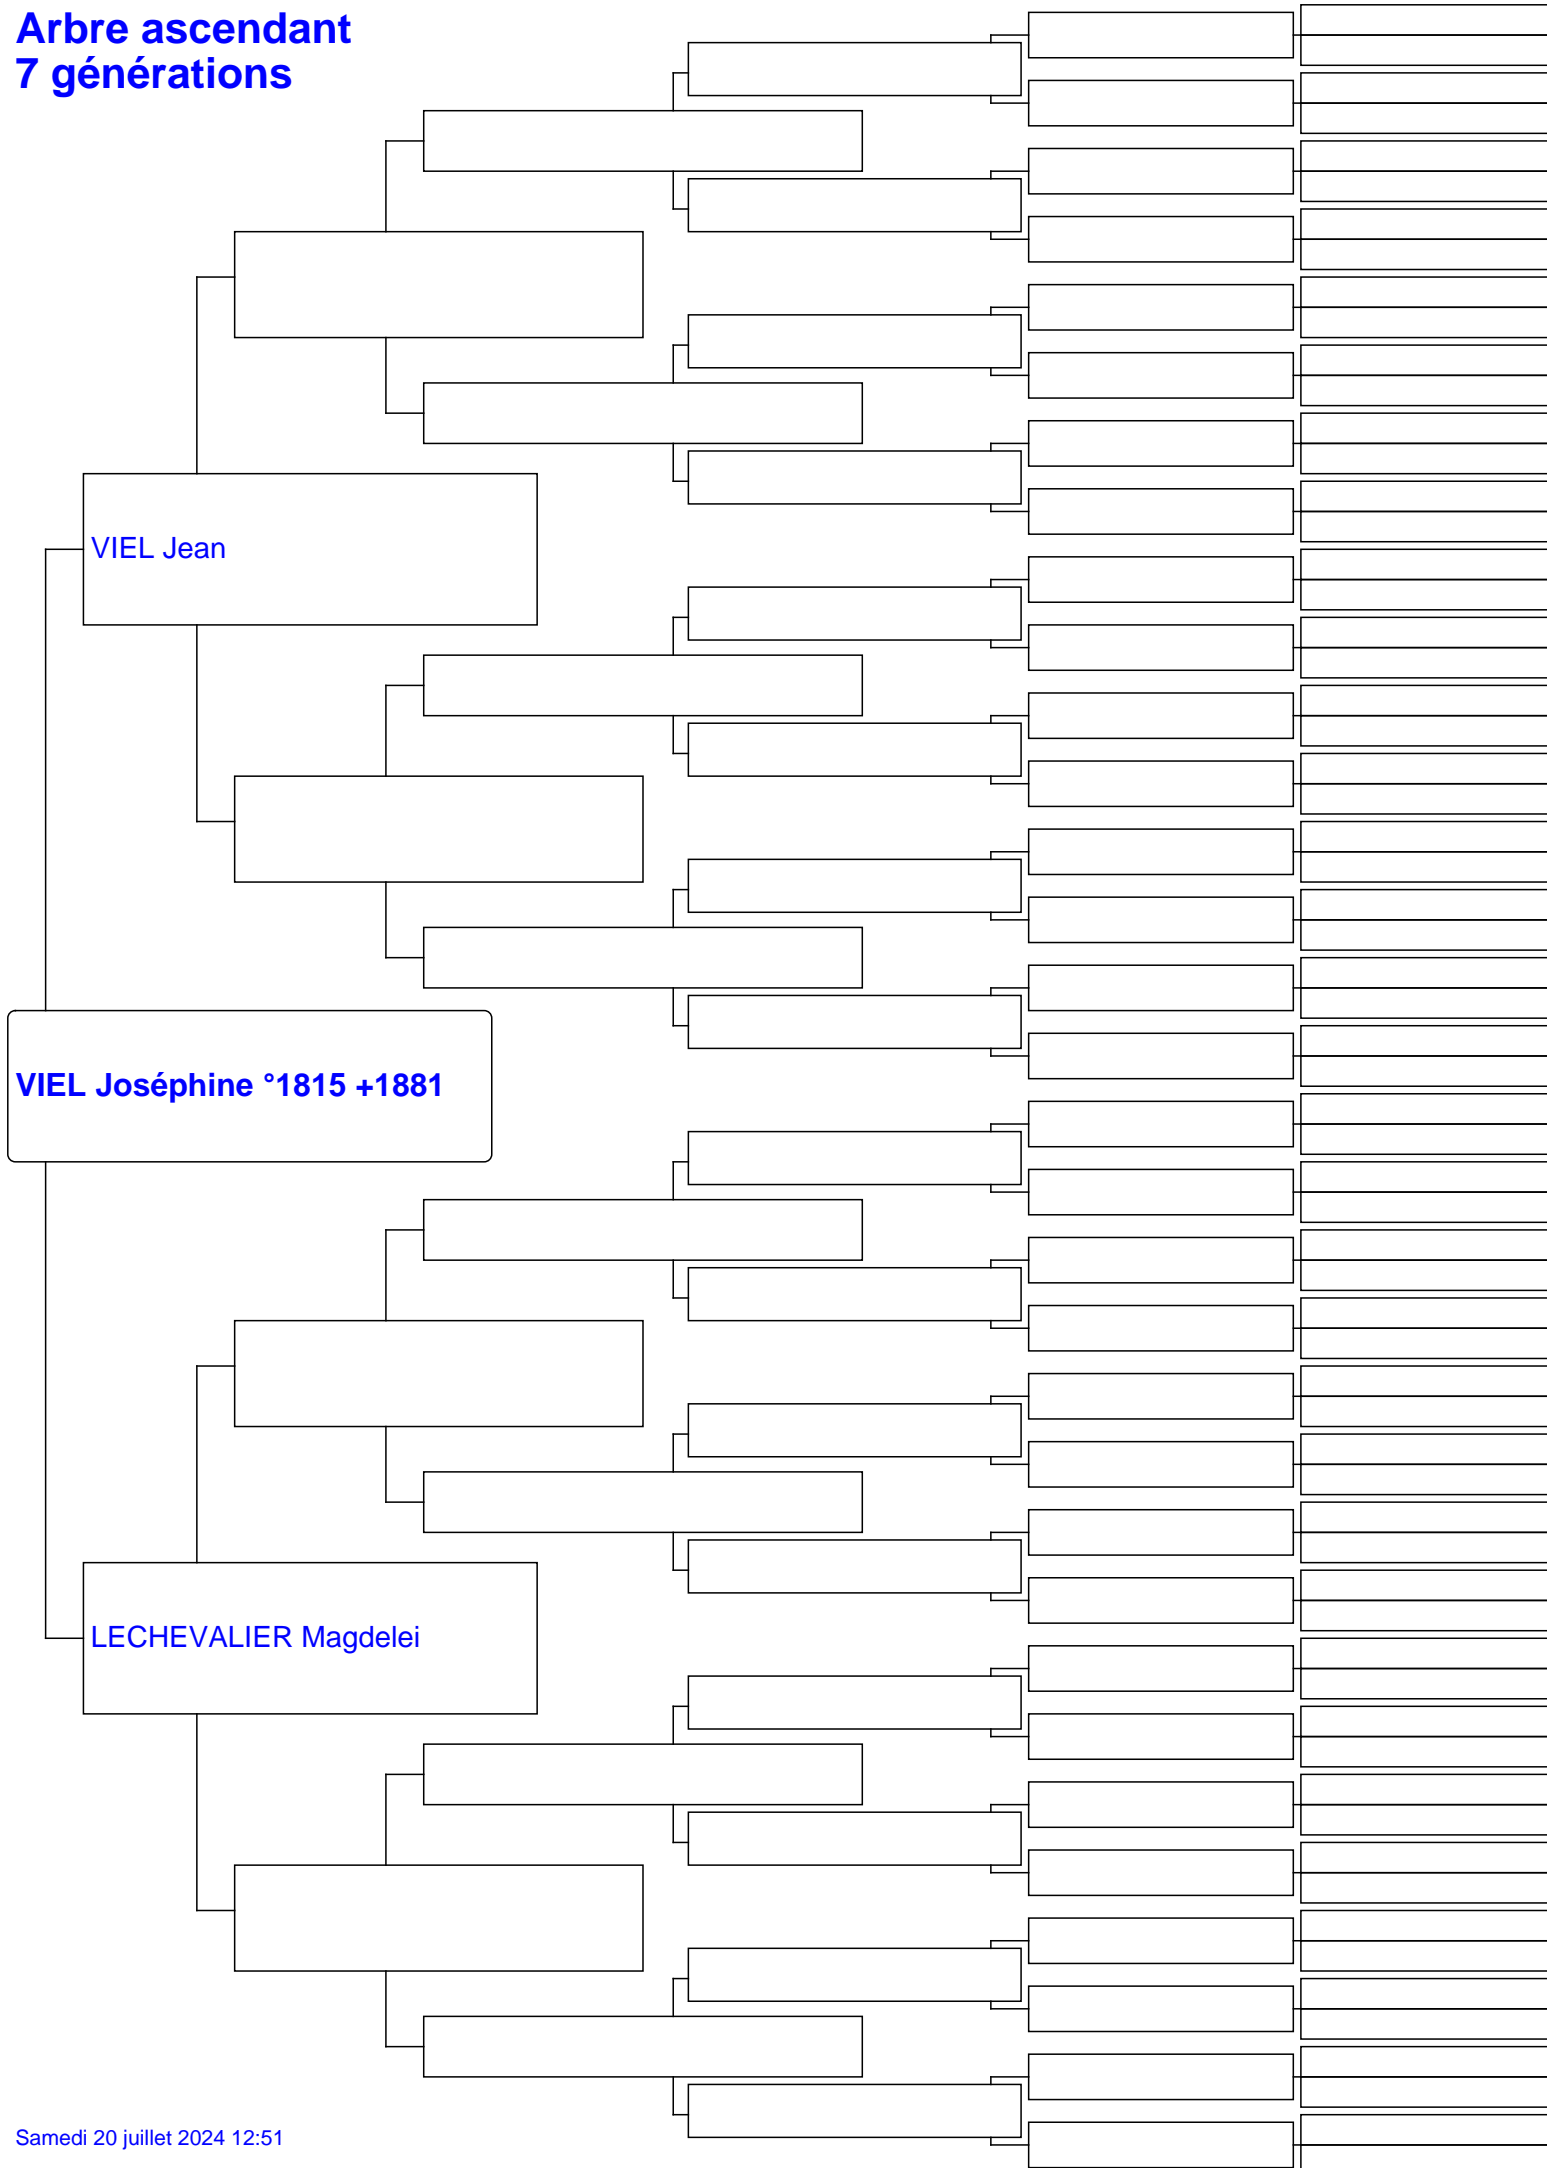 Arbre ascendant
7 générations
VIEL Jean
VIEL Joséphine °1815 +1881
LECHEVALIER Magdelei
Samedi 20 juillet 2024 12:51